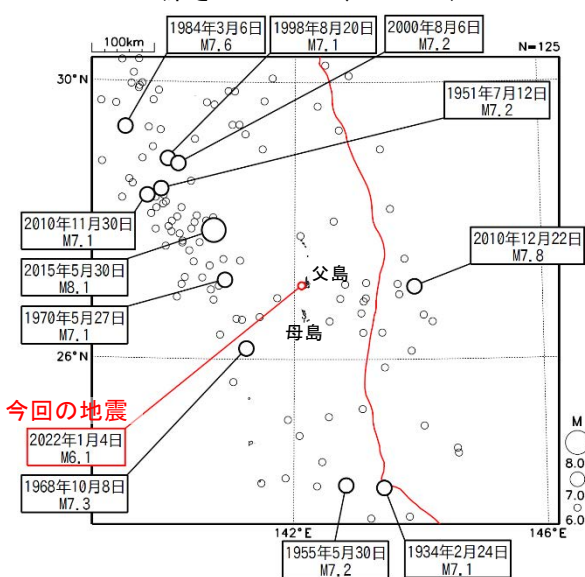 1984年3月6日
M7.6
1998年8月20日
M7.1
2000年8月6日
M7.2
100km
N=125
30°N
1951年7月12日
M7.2
2010年11月30日
M7.1
2015年5月30日
M8.1
1970年5月27日
M7.1
2010年12月22日
M7.8
父島
母島
26°N
今回の地震
2022年1月4日
M6.1
1968年10月8日
M7.3
M
8.0
7.0
6.0
142°E
146°E
1955年5月30日
M7.2
1934年2月24日
M7.1